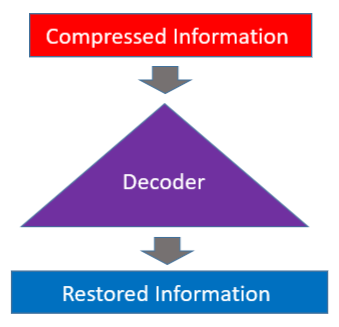 Compressed Information
Decoder
Restored Information